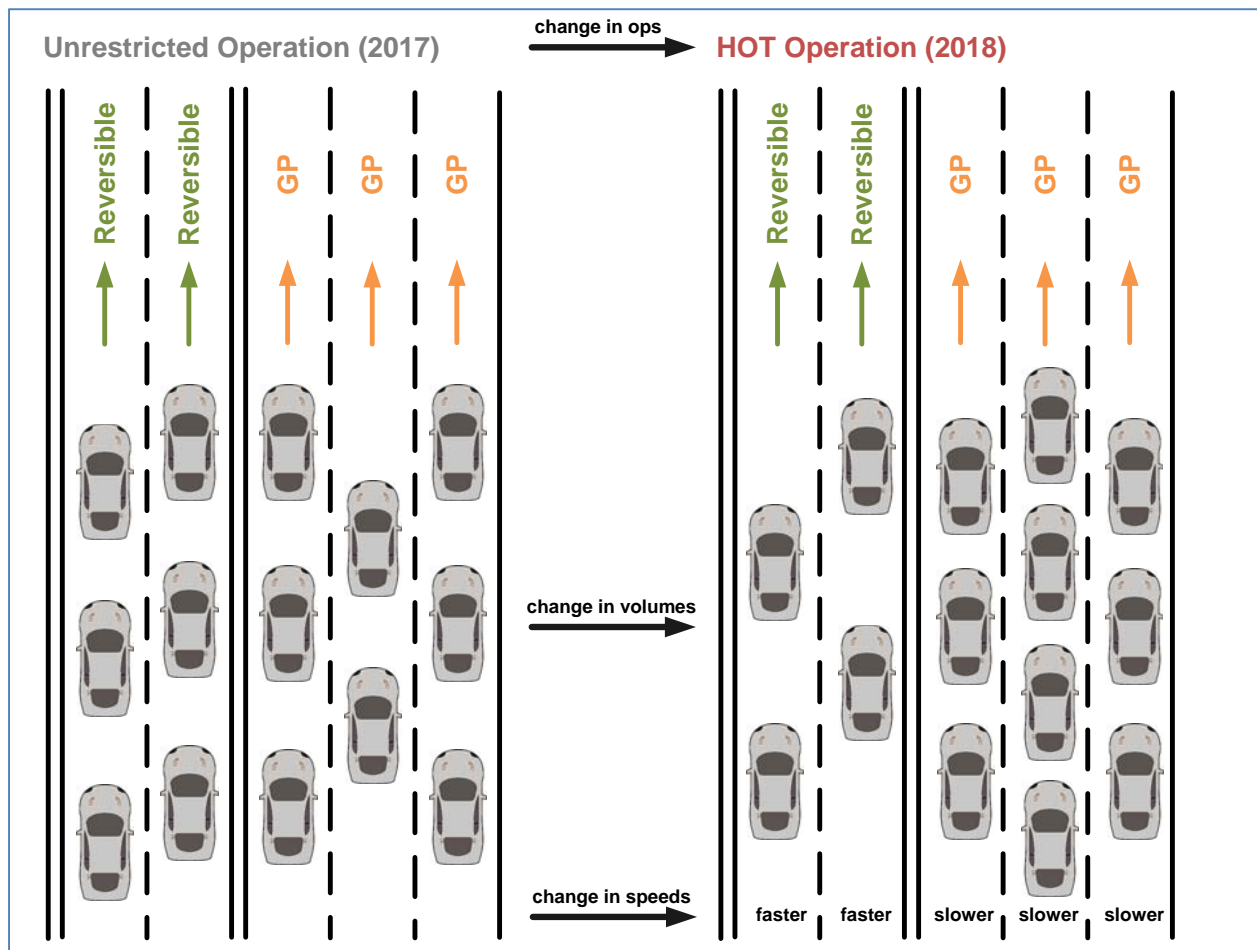 Unrestricted Operation (2017)
change in ops
HOT Operation (2018)
Reversible
Reversible
GP
GP
GP
Reversible
Reversible
GP
GP
GP
change in volumes
change in speeds
faster
faster
slower
slower
slower